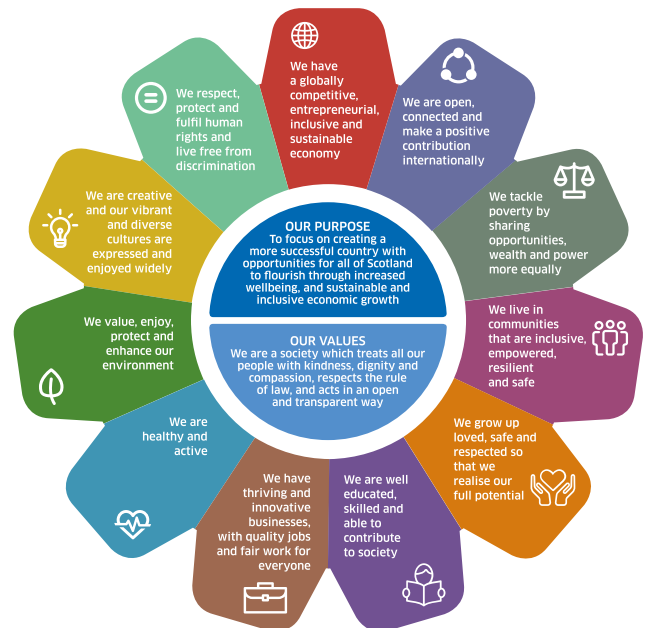 We have
a globally
competitive,
entrepreneurial,
inclusive and
sustainable
economy
We are open,
connected and
make a positive
contribution
internationally
We tackle
poverty by
sharing
opportunities,
wealth and power
more equally
We live in
communities
that are inclusive,
empowered,
resilient
and safe
We grow up
loved, safe and
respected so
that we
realise our
full potential
We are well
educated,
skilled and
able to
contribute
to society
We have
thriving and
innovative
businesses,
with quality jobs
and fair work for
everyone
We are
healthy and
active
We value, enjoy,
protect and
enhance our
environment
We are creative
and our vibrant
and diverse
cultures are
expressed and
enjoyed widely
We respect,
protect and
fulfil human
rights and
live free from
discrimination
OUR PURPOSE
To focus on creating a
more successful country with
opportunities for all of Scotland
to flourish through increased
wellbeing, and sustainable and
inclusive economic growth
OUR VALUES
We are a society which treats all our
people with kindness, dignity and
compassion, respects the rule
of law, and acts in an open
and transparent way